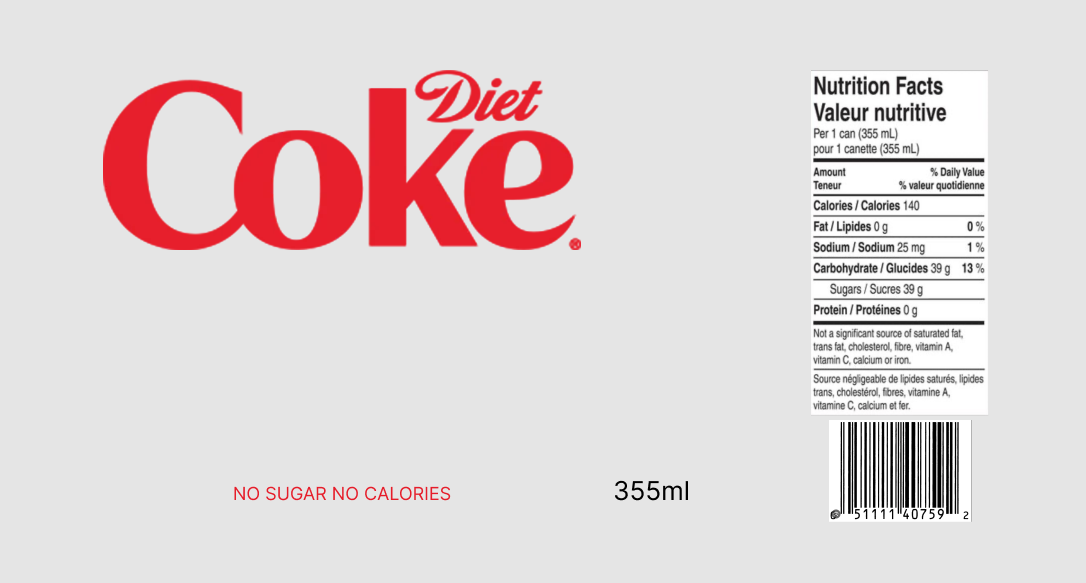 Diet
Coke®
NO SUGAR NO CALORIES
355ml
Nutrition Facts
Valeur nutritive
Per 1 can (355 mL)
pour 1 canette (355 mL)
Amount % Daily Value
Teneur % valeur quotidienne
Calories / Calories 140
Fat / Lipides 0 g 0 %
Sodium / Sodium 25 mg 1 %
Carbohydrate / Glucides 39 g 13 %
Sugars / Sucres 39 g
Protein / Protéines 0 g
Not a significant source of saturated fat,
trans fat, cholesterol, fibre, vitamin A,
vitamin C, calcium or iron.
Source négligeable de lipides saturés, lipides
trans, cholestérol, fibres, vitamine A,
vitamine C, calcium et fer.
51111 40759 2